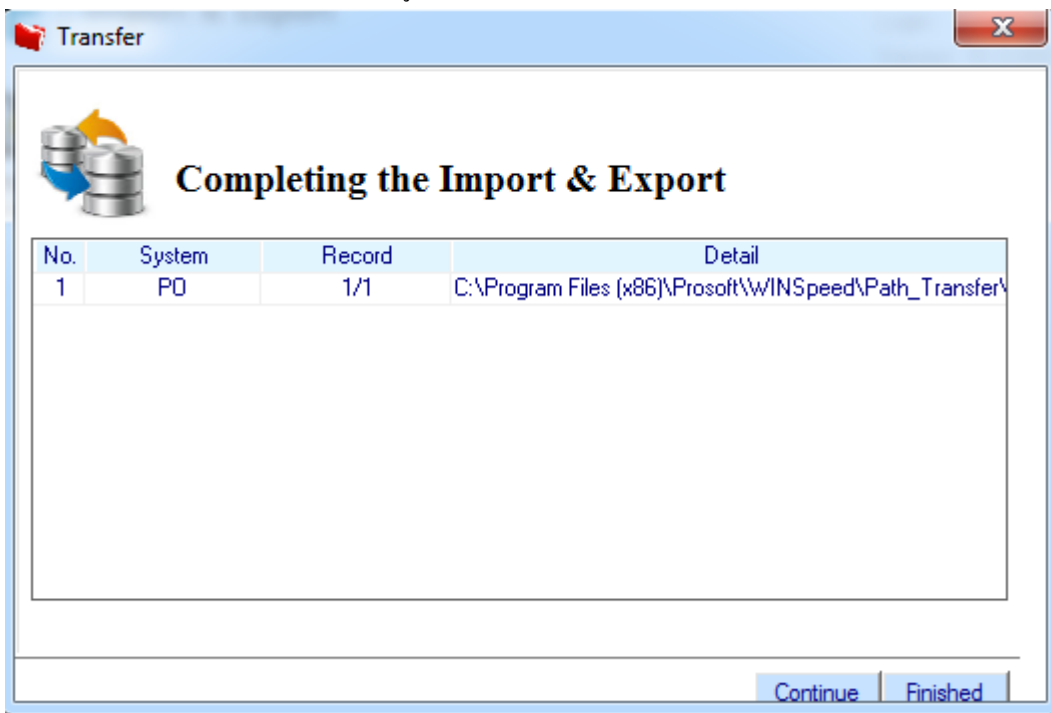 Transfer
Completing the Import & Export
No. System Record Detail
1 PO 1/1 C:\Program Files (x86)\Prosoft\WINSpeed\Path_Transfer\
Continue Finished